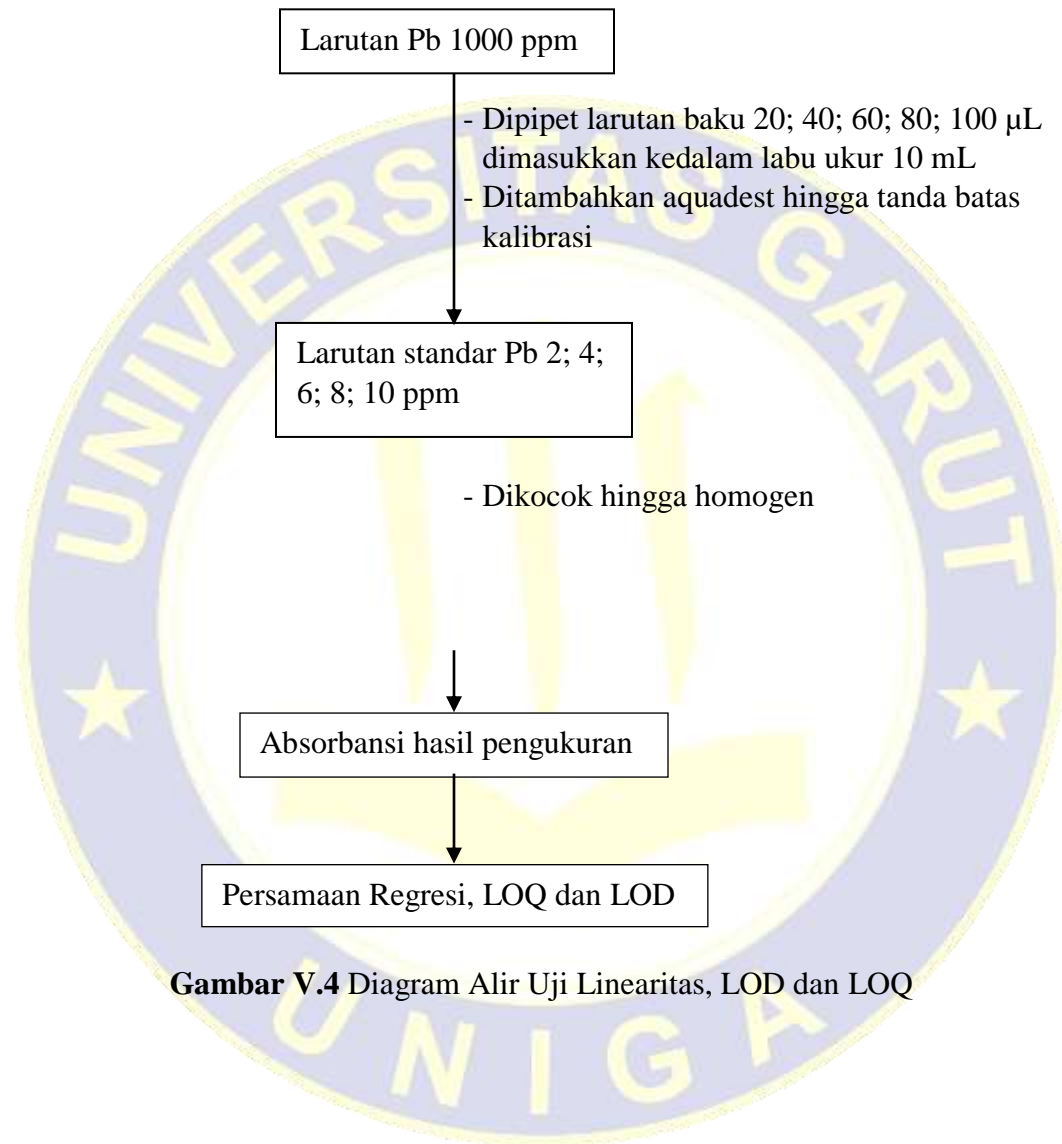 Larutan Pb 1000 ppm
- Dipipet larutan baku 20; 40; 60; 80; 100 µL
dimasukkan kedalam labu ukur 10 mL
- Ditambahkan aquadest hingga tanda batas
kalibrasi
Larutan standar Pb 2; 4;
6; 8; 10 ppm
- Dikocok hingga homogen
Absorbansi hasil pengukuran
Persamaan Regresi, LOQ dan LOD
Gambar V.4 Diagram Alir Uji Linearitas, LOD dan LOQ
UNIVERSITAS GARUT
UNIGA